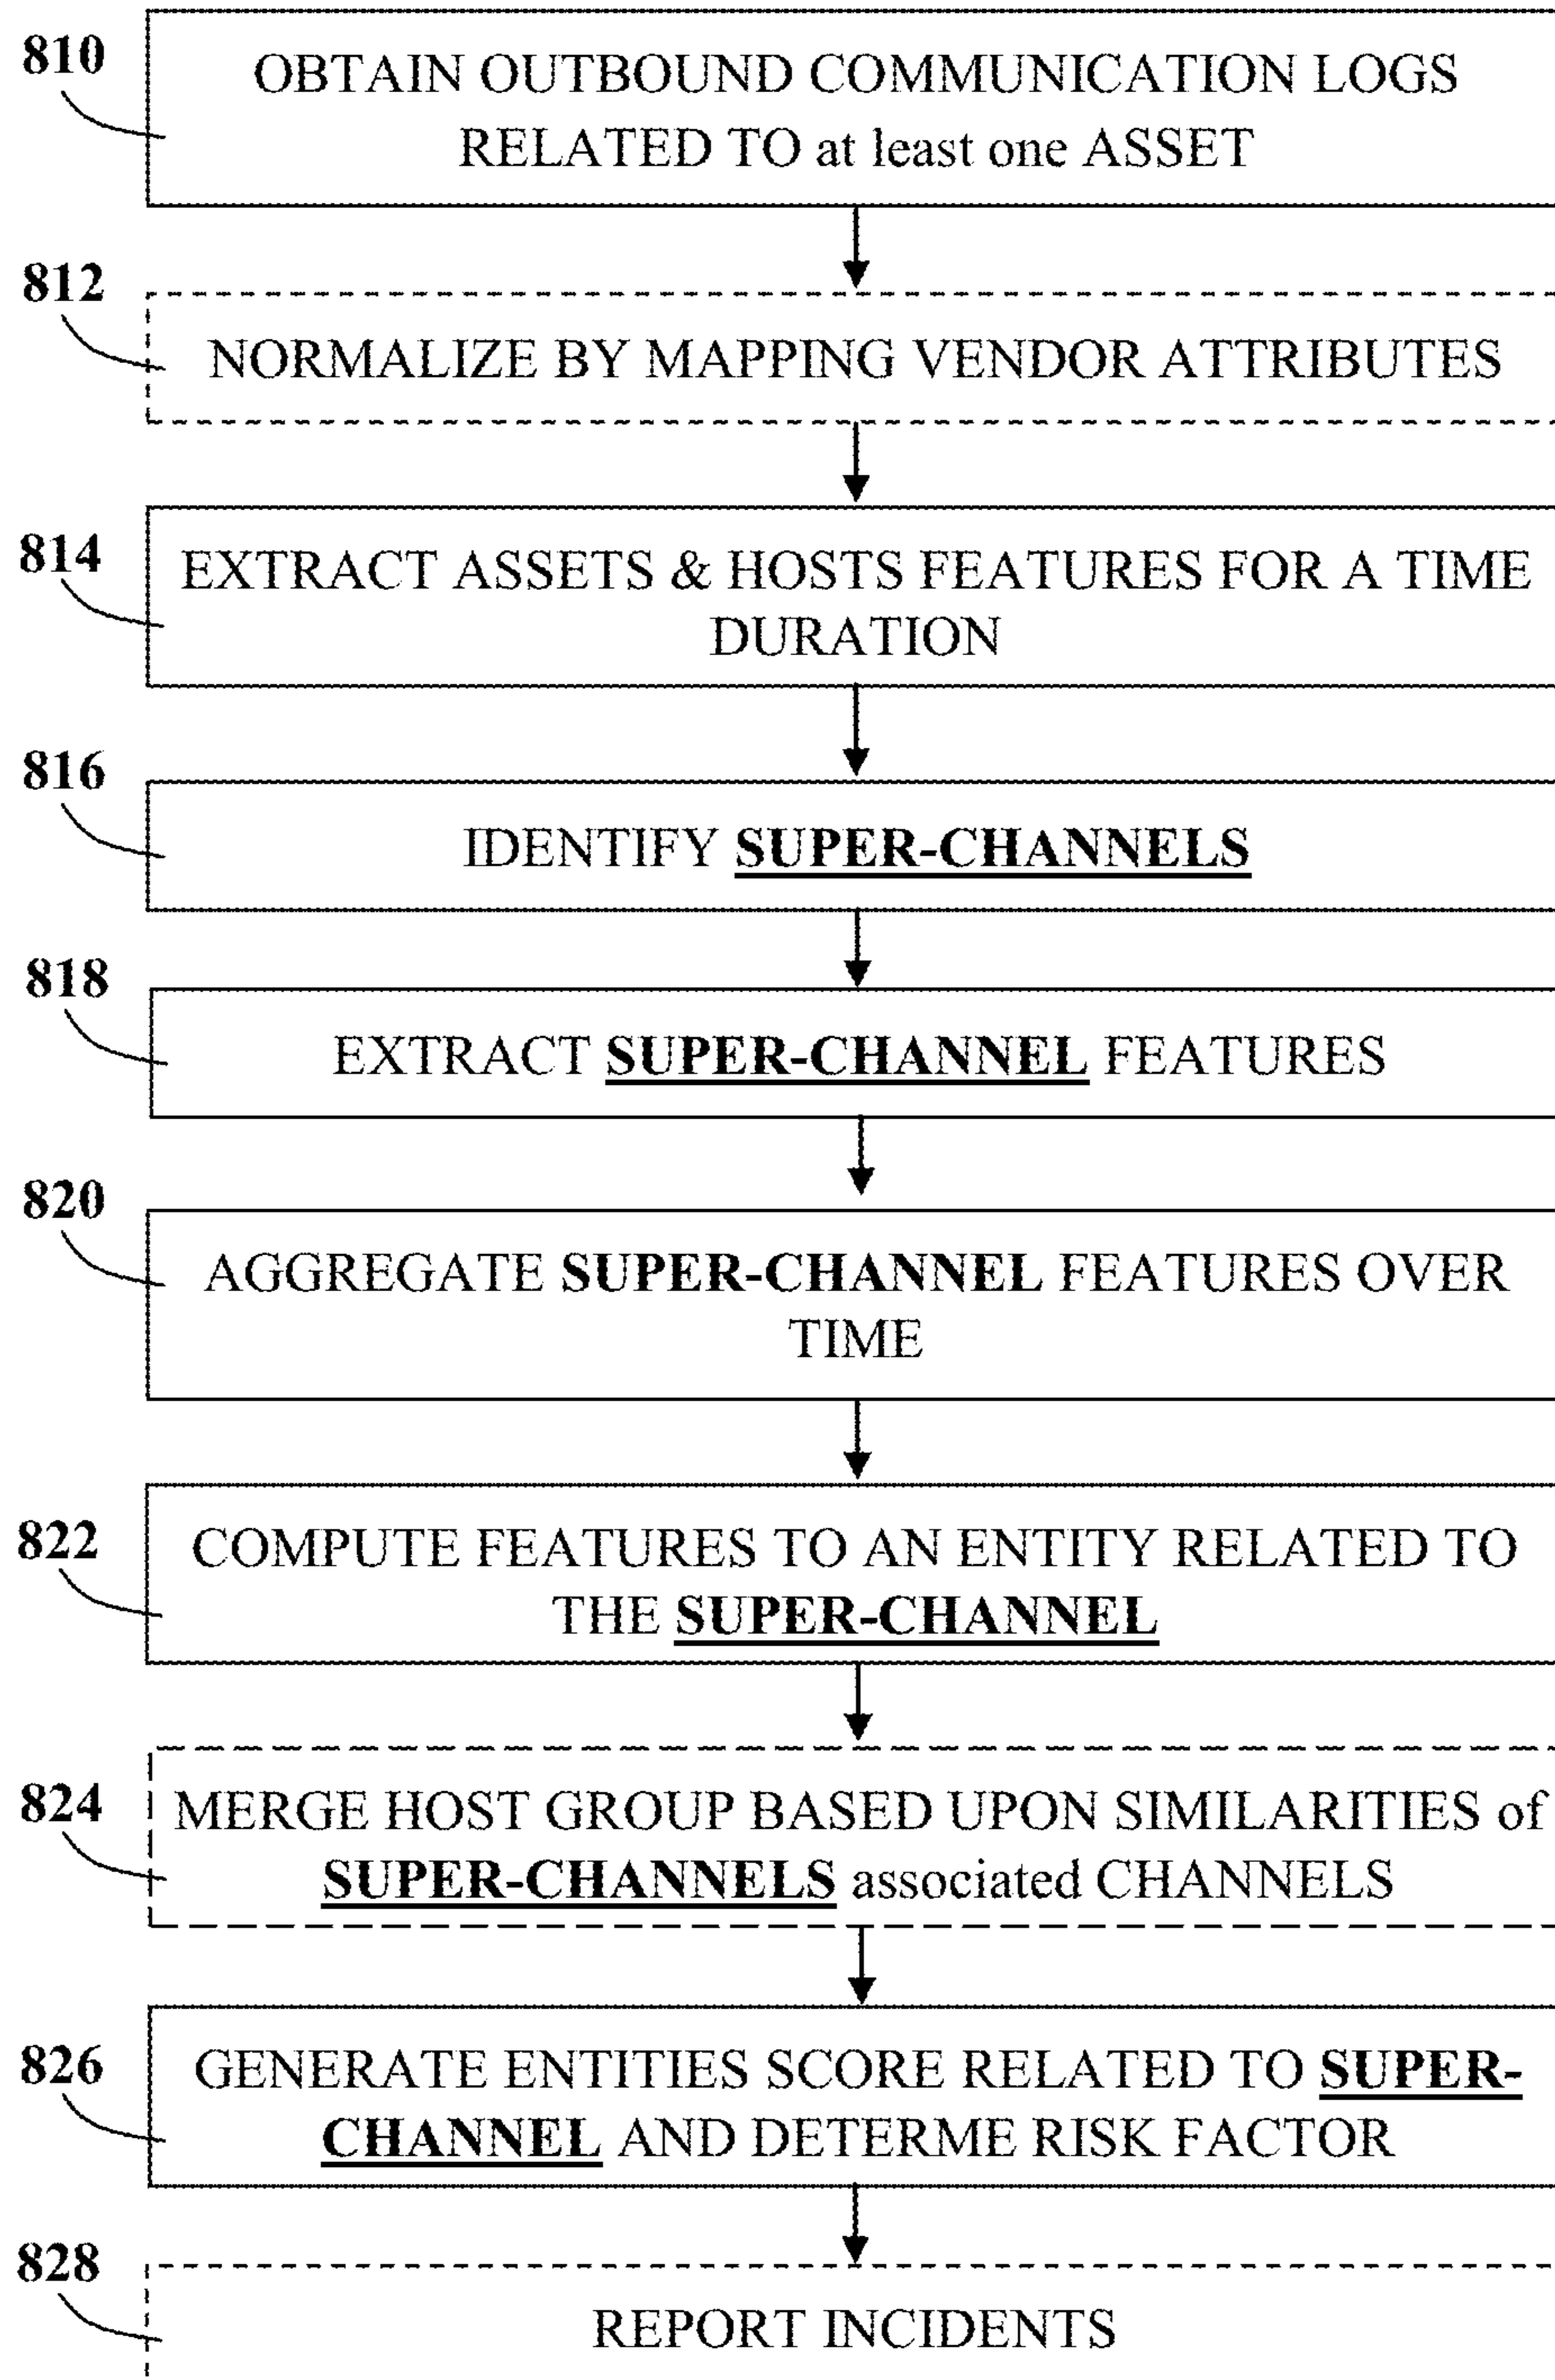 810
OBTAIN OUTBOUND COMMUNICATION LOGS
RELATED TO at least one ASSET
812
NORMALIZE BY MAPPING VENDOR ATTRIBUTES
814
EXTRACT ASSETS & HOSTS FEATURES FOR A TIME
DURATION
816
IDENTIFY SUPER-CHANNELS
818
EXTRACT SUPER-CHANNEL FEATURES
820
AGGREGATE SUPER-CHANNEL FEATURES OVER
TIME
822
COMPUTE FEATURES TO AN ENTITY RELATED TO
THE SUPER-CHANNEL
824
MERGE HOST GROUP BASED UPON SIMILARITIES of
SUPER-CHANNELS associated CHANNELS
826
GENERATE ENTITIES SCORE RELATED TO SUPER-
CHANNEL AND DETERME RISK FACTOR
828
REPORT INCIDENTS